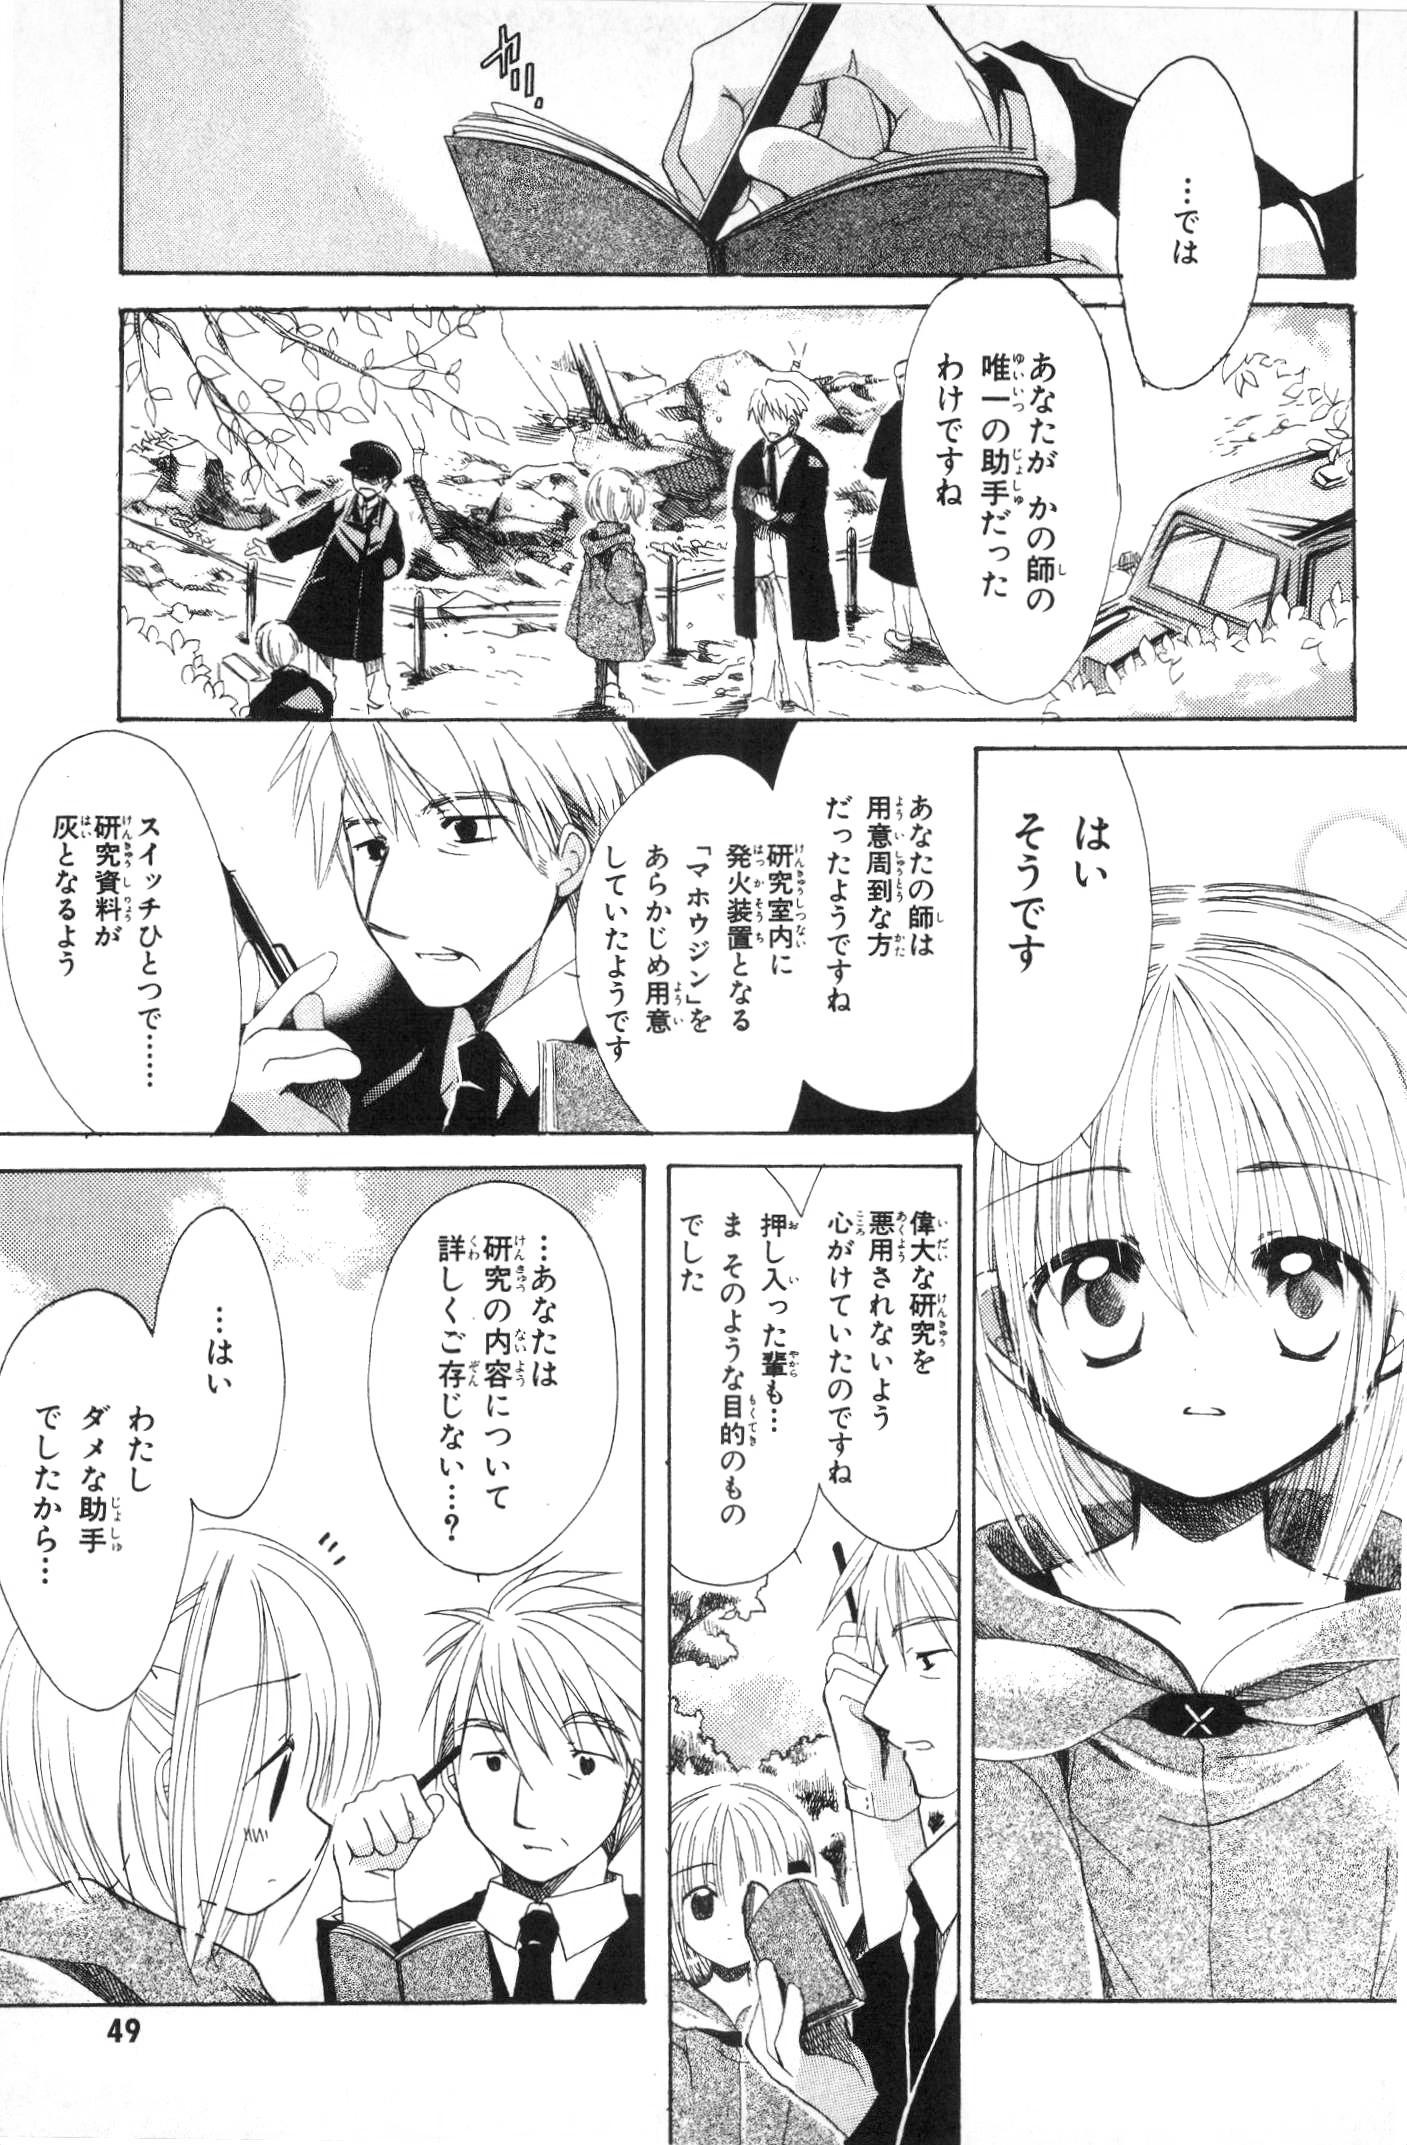 カリ
…では
あなたが かの師の
唯一の助手だった
わけですね
はい
そうです
あなたの師は
用意周到な方
だったようですね
研究室内に
発火装置となる
「マホウジン」を
あらかじめ用意
していたようです
スイッチひとつで……
研究資料が
灰となるよう
偉大な研究を
悪用されないよう
心がけていたのですね
押し入った輩も…
ま そのような目的のもの
でした
…あなたは
研究の内容について
詳しくご存じない…？
…はい
わたし
ダメな助手
でしたから…
49